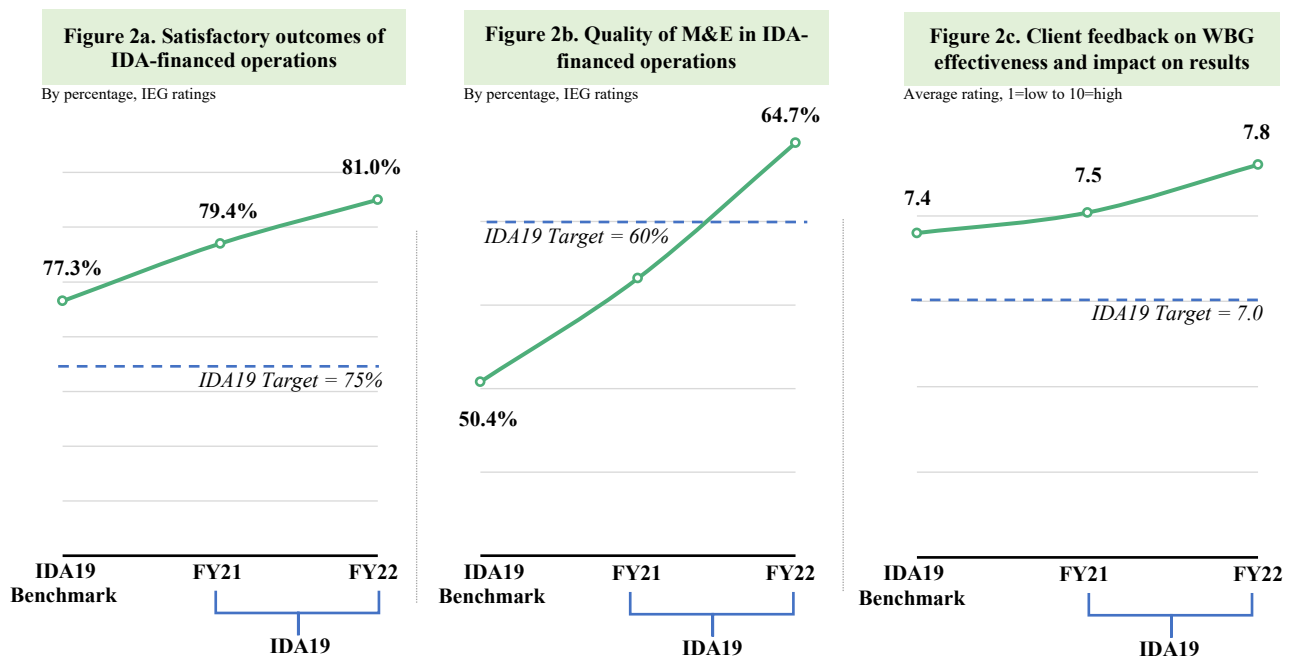 Figure 2a. Satisfactory outcomes of
IDA-financed operations
By percentage, IEG ratings
81.0%
79.4%
77.3%
IDA19 Target = 75%
IDA19
Benchmark
FY21
FY22
IDA19
Figure 2b. Quality of M&E in IDA-
financed operations
By percentage, IEG ratings
64.7%
IDA19 Target = 60%
50.4%
IDA19
Benchmark
FY21
FY22
IDA19
Figure 2c. Client feedback on WBG
effectiveness and impact on results
Average rating, 1=low to 10=high
7.8
7.5
7.4
IDA19 Target = 7.0
IDA19
Benchmark
FY21
FY22
IDA19